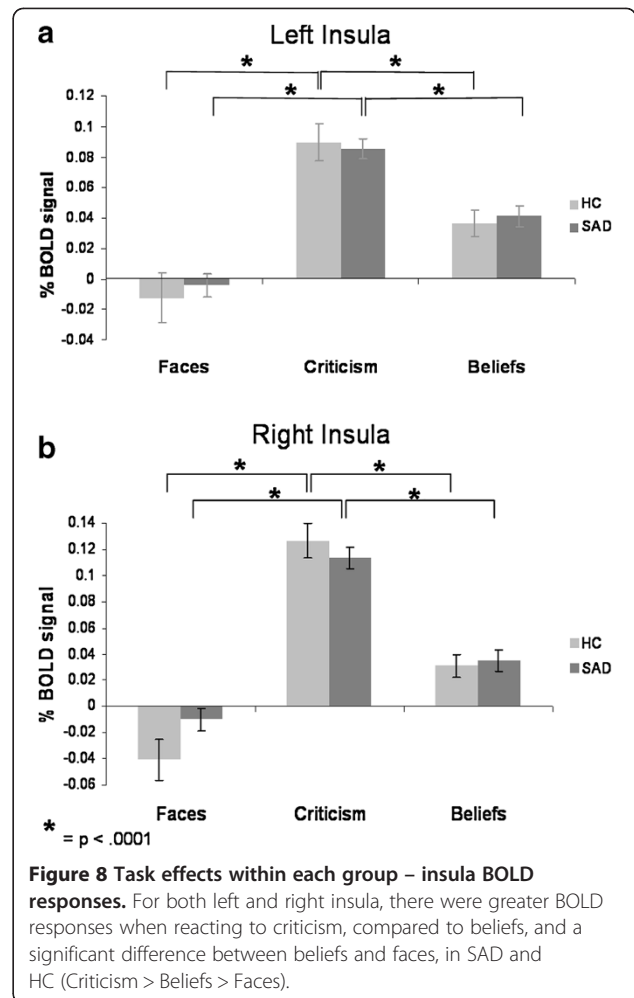 a
Left Insula
* *
* *
0.12
0.1
0.08
0.06
0.04
0.02
0
-0.02
-0.04
% BOLD signal
HC
SAD
Faces Criticism Beliefs
b
Right Insula
* *
* *
0.14
0.12
0.1
0.08
0.06
0.04
0.02
0
-0.02
-0.04
-0.06
% BOLD signal
HC
SAD
Faces Criticism Beliefs
* = p < .0001
Figure 8 Task effects within each group – insula BOLD
responses. For both left and right insula, there were greater BOLD
responses when reacting to criticism, compared to beliefs, and a
significant difference between beliefs and faces, in SAD and
HC (Criticism > Beliefs > Faces).